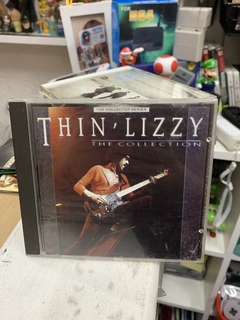 THE COLLECTOR SERIES
THIN LIZZY
THE COLLECTION